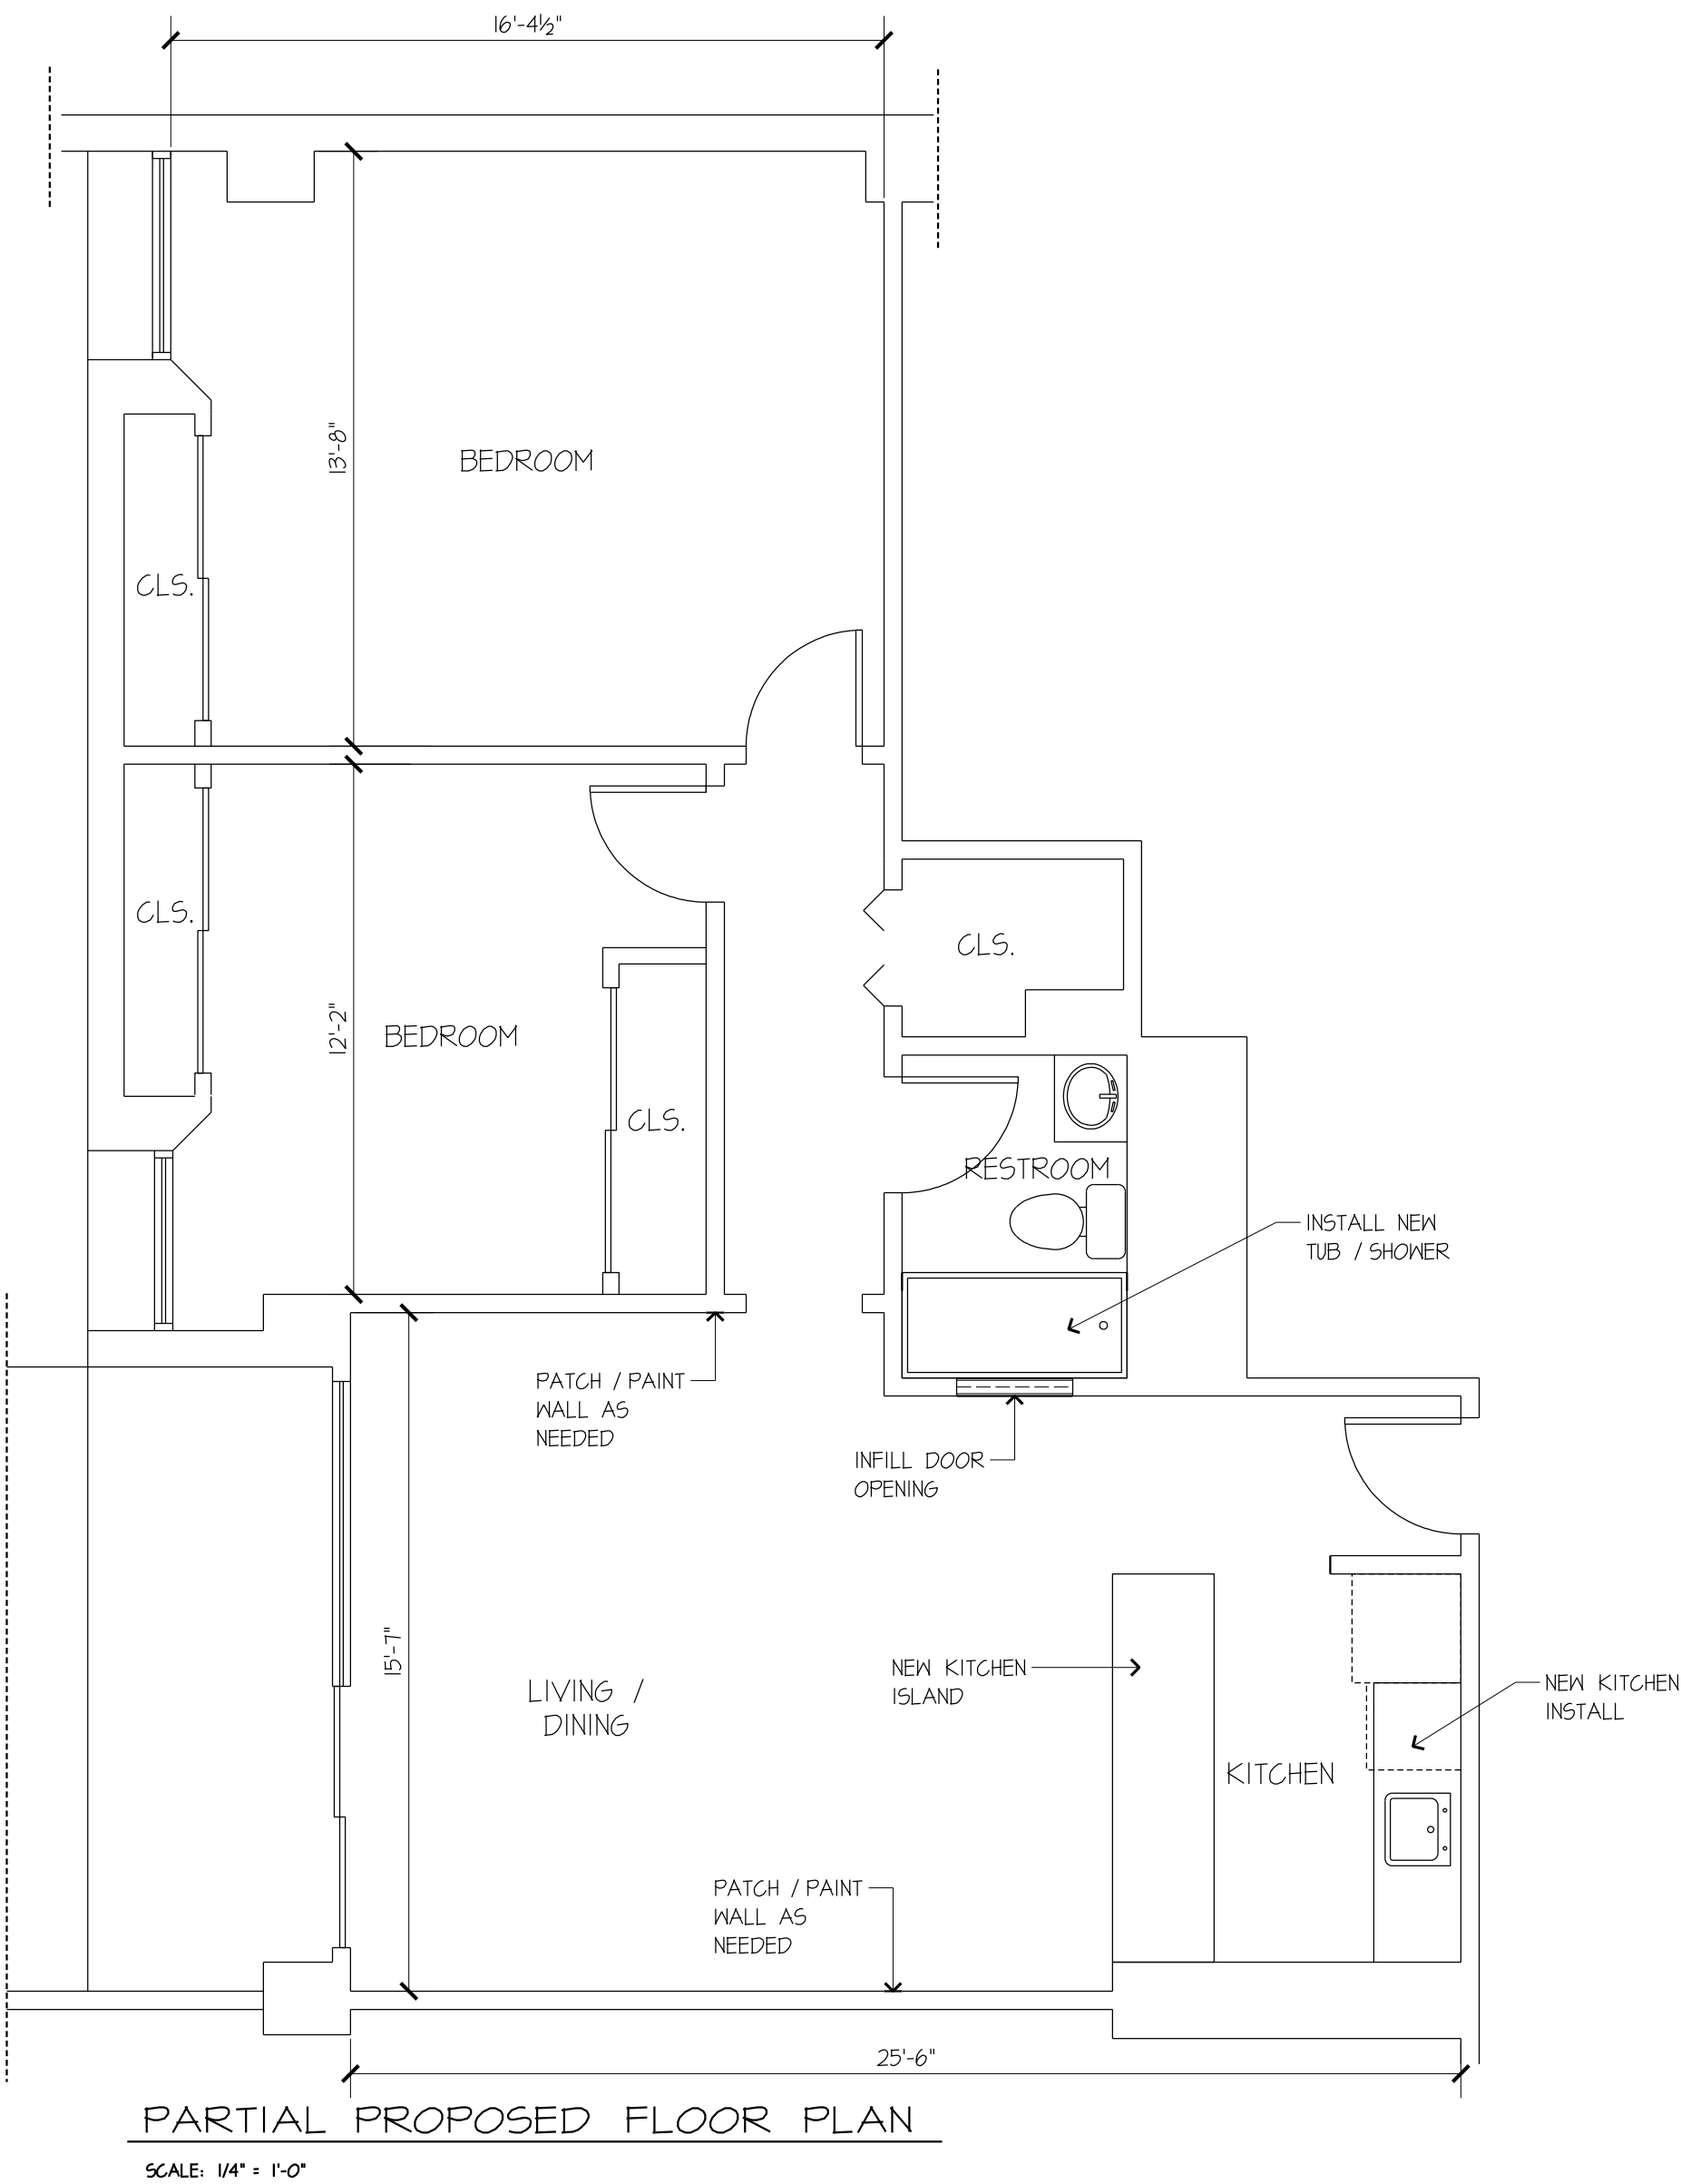 16'-4½"
13'-8"
BEDROOM
CLS.
CLS.
CLS.
12'-2"
BEDROOM
CLS.
RESTROOM
INSTALL NEW
TUB / SHOWER
PATCH / PAINT
WALL AS
NEEDED
INFILL DOOR
OPENING
15'-7"
LIVING /
DINING
NEW KITCHEN
ISLAND
NEW KITCHEN
INSTALL
KITCHEN
PATCH / PAINT
WALL AS
NEEDED
25'-6"
PARTIAL PROPOSED FLOOR PLAN
SCALE: 1/4" = 1'-0"